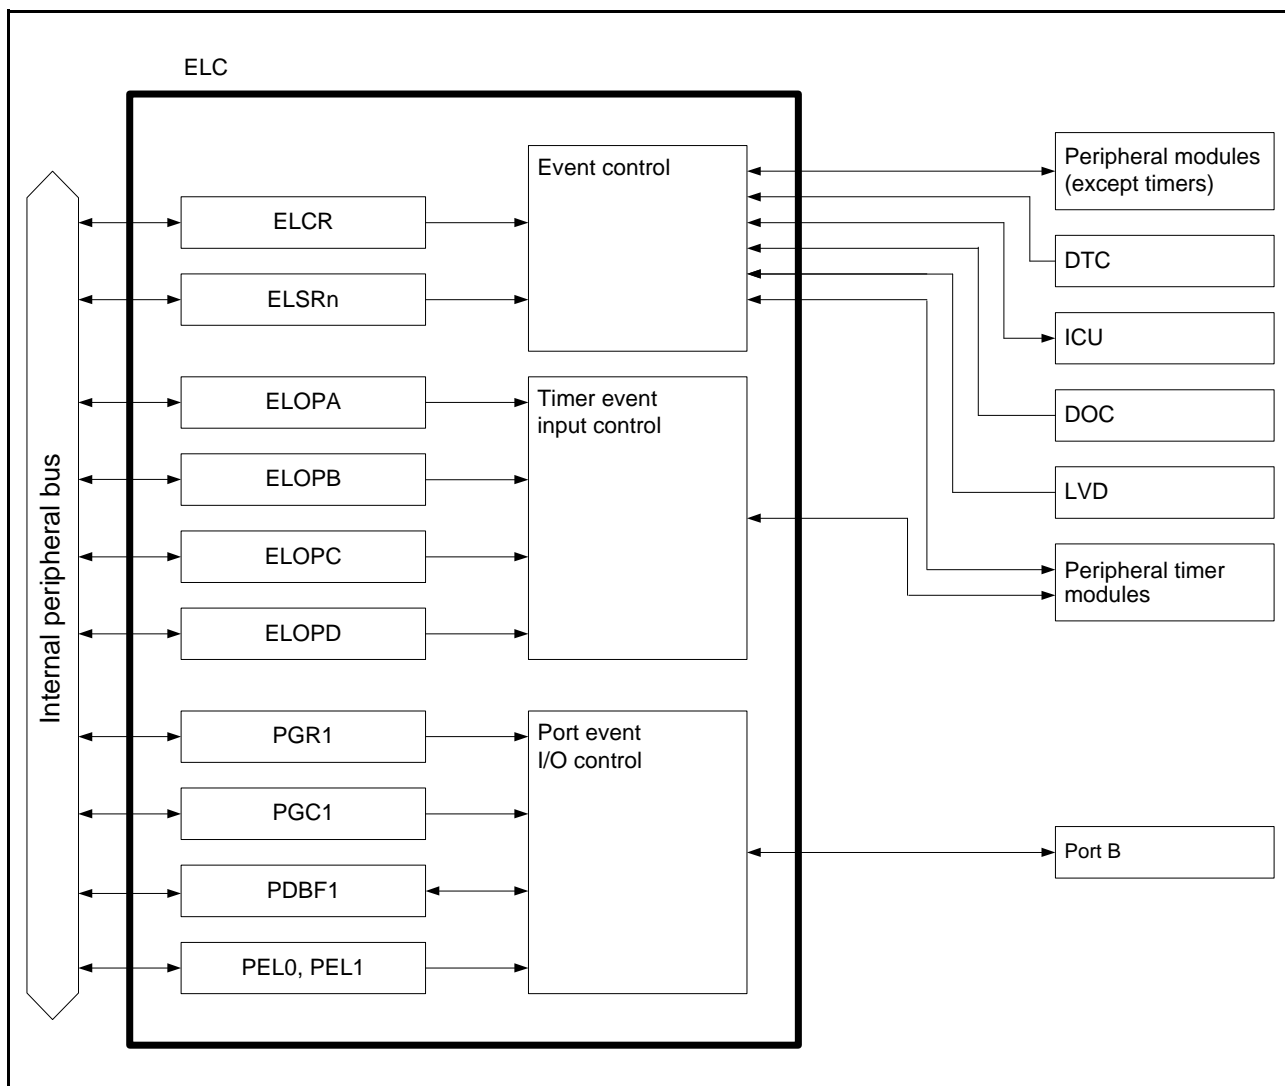 ELC
Internal peripheral bus
ELCR
ELSRn
ELOPA
ELOPB
ELOPC
ELOPD
PGR1
PGC1
PDBF1
PEL0, PEL1
Event control
Timer event
input control
Port event
I/O control
Peripheral modules
(except timers)
DTC
ICU
DOC
LVD
Peripheral timer
modules
Port B